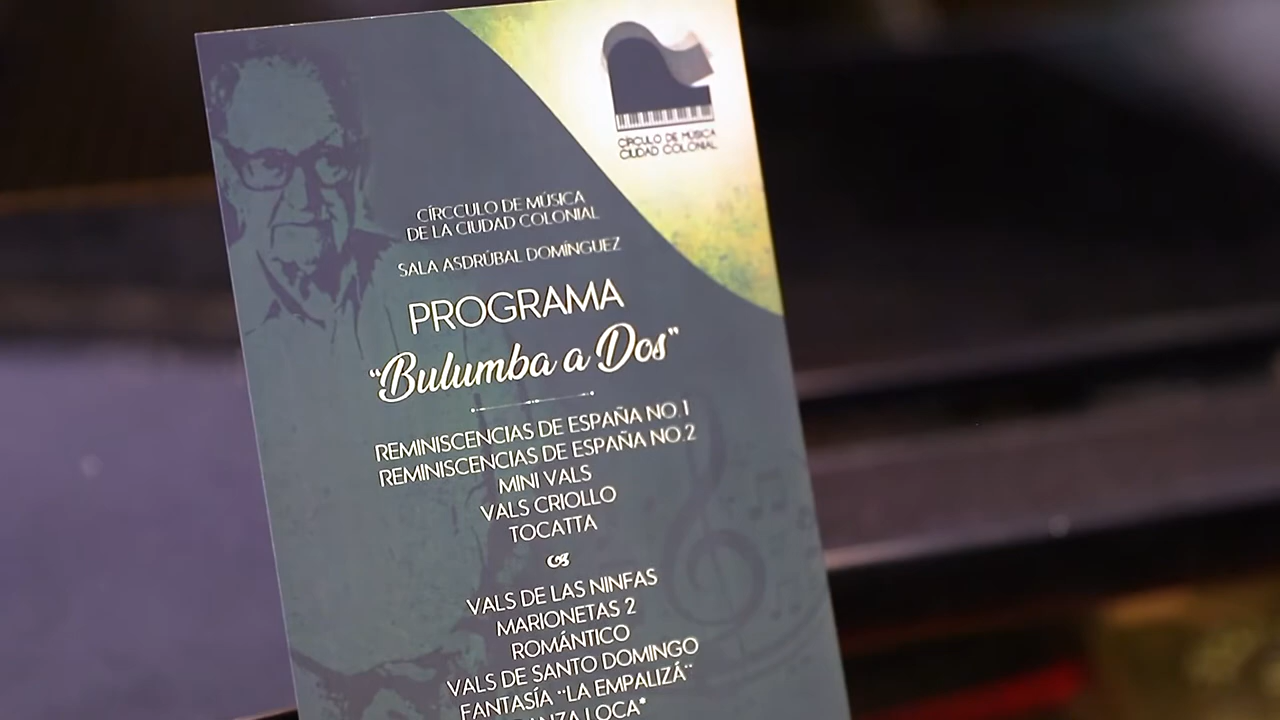 CÍRCULO DE MÚSICA
CIUDAD COLONIAL
CÍRCCULO DE MÚSICA
DE LA CIUDAD COLONIAL
SALA ASDRÚBAL DOMÍNGUEZ
PROGRAMA
“Bulumba a Dos”
REMINISCENCIAS DE ESPAÑA NO.1
REMINISCENCIAS DE ESPAÑA NO.2
MINI VALS
VALS CRIOLLO
TOCATTA
VALS DE LAS NINFAS
MARIONETAS 2
ROMÁNTICO
VALS DE SANTO DOMINGO
FANTASÍA ¨LA EMPALIZÁ¨
LOCA*